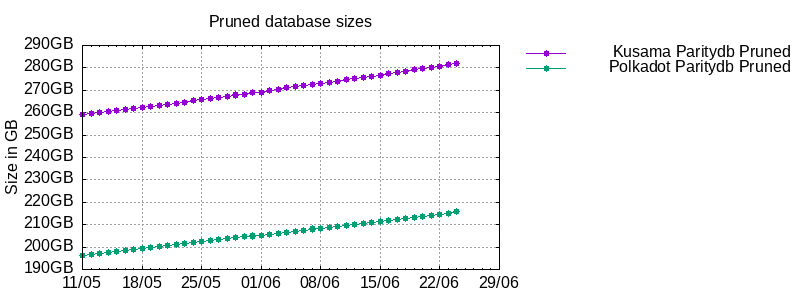 Pruned database sizes
290GB
280GB
270GB
260GB
250GB
240GB
230GB
220GB
210GB
200GB
190GB
Size in GB
11/05 18/05 25/05 01/06 08/06 15/06 22/06 29/06
Kusama Paritydb Pruned
Polkadot Paritydb Pruned